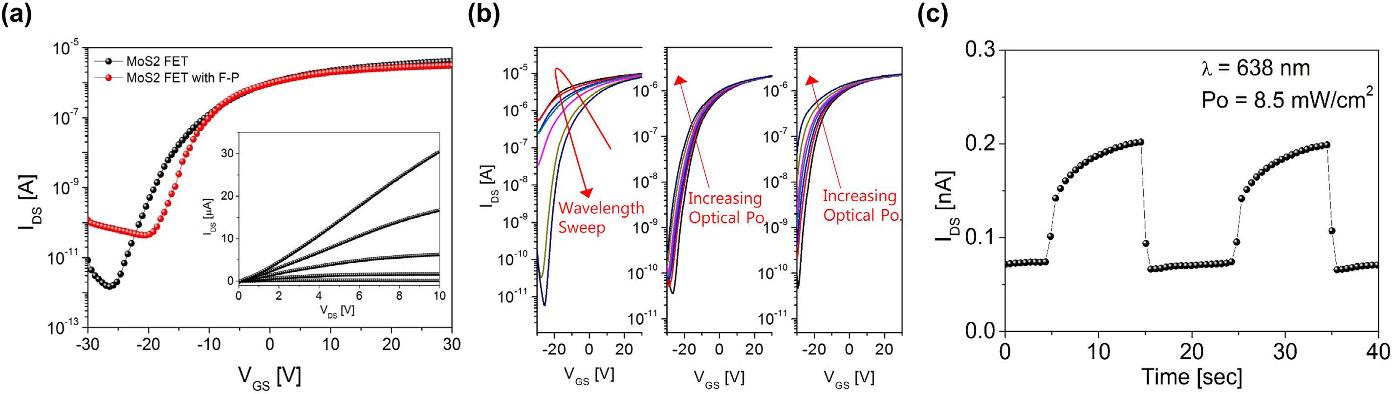 (a)
10^-5
10^-7
10^-9
10^-11
10^-13
I_DS [A]
MoS2 FET
MoS2 FET with F-P
-30
-20
-10
0
10
20
30
V_GS [V]
30
20
10
0
I_DS [μA]
0
2
4
6
8
10
V_DS [V]
(b)
10^-5
10^-6
10^-7
10^-8
10^-9
10^-10
10^-11
I_DS [A]
Wavelength
Sweep
-20
0
20
V_GS [V]
10^-6
10^-7
10^-8
10^-9
10^-10
10^-11
Increasing
Optical Po.
-20
0
20
V_GS [V]
10^-6
10^-7
10^-8
10^-9
10^-10
10^-11
Increasing
Optical Po.
-20
0
20
V_GS [V]
(c)
0.3
0.2
0.1
0.0
I_DS [nA]
λ = 638 nm
Po = 8.5 mW/cm²
0
10
20
30
40
Time [sec]